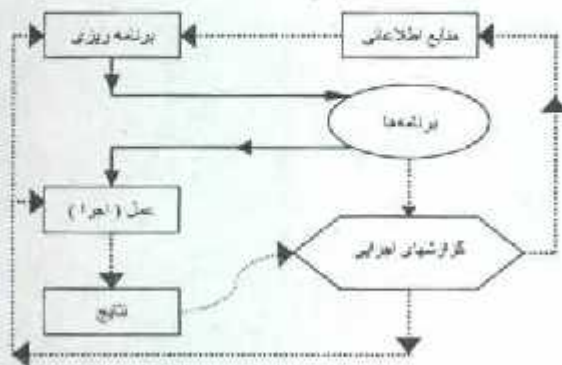 منابع اطلاعاتی
برنامه ریزی
برنامه‌ها
عمل ( اجرا )
گزارشهای اجرایی
نتایج